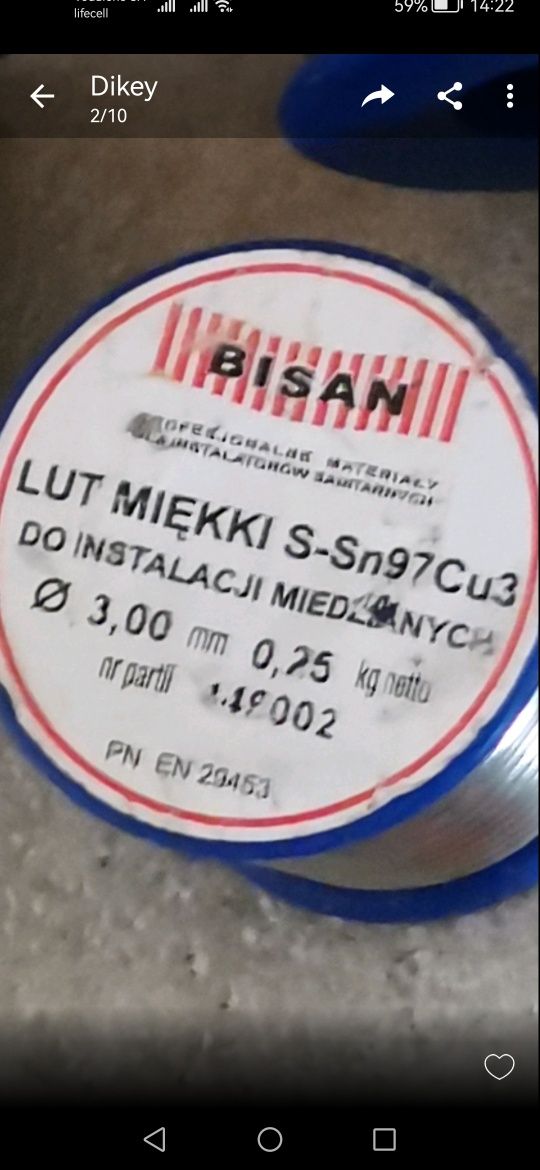 lifecell
59%
14:22
Dikey
2/10
BISAN
MATERIAŁY
LUT MIĘKKI S-Sn97Cu3
DO INSTALACJI MIEDZIANYCH
Ø 3,00 mm 0,25 kg netto
nr partii
PN EN 29453